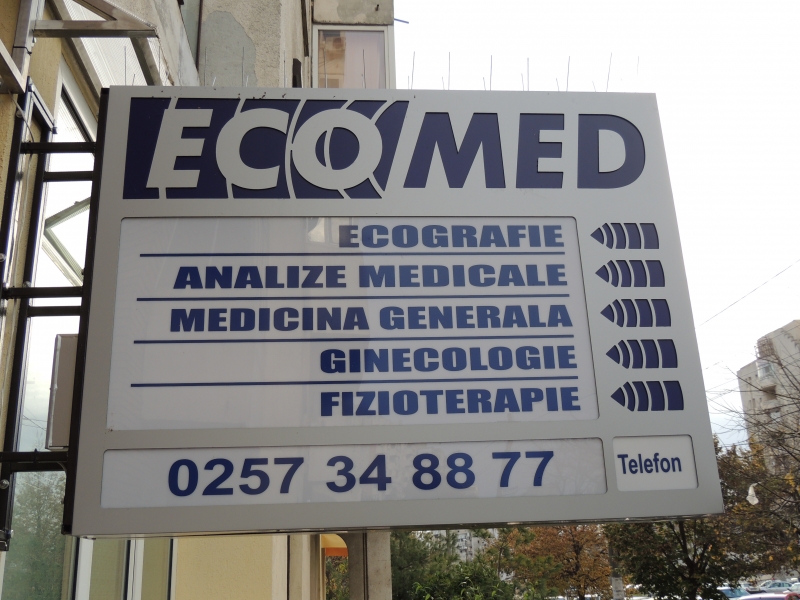 ECOMED
ECOGRAFIE
ANALIZE MEDICALE
MEDICINA GENERALA
GINECOLOGIE
FIZIOTERAPIE
0257 34 88 77 Telefon